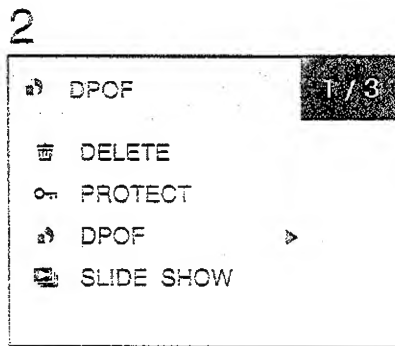 2
DPOF 1/3
DELETE
PROTECT
DPOF
SLIDE SHOW